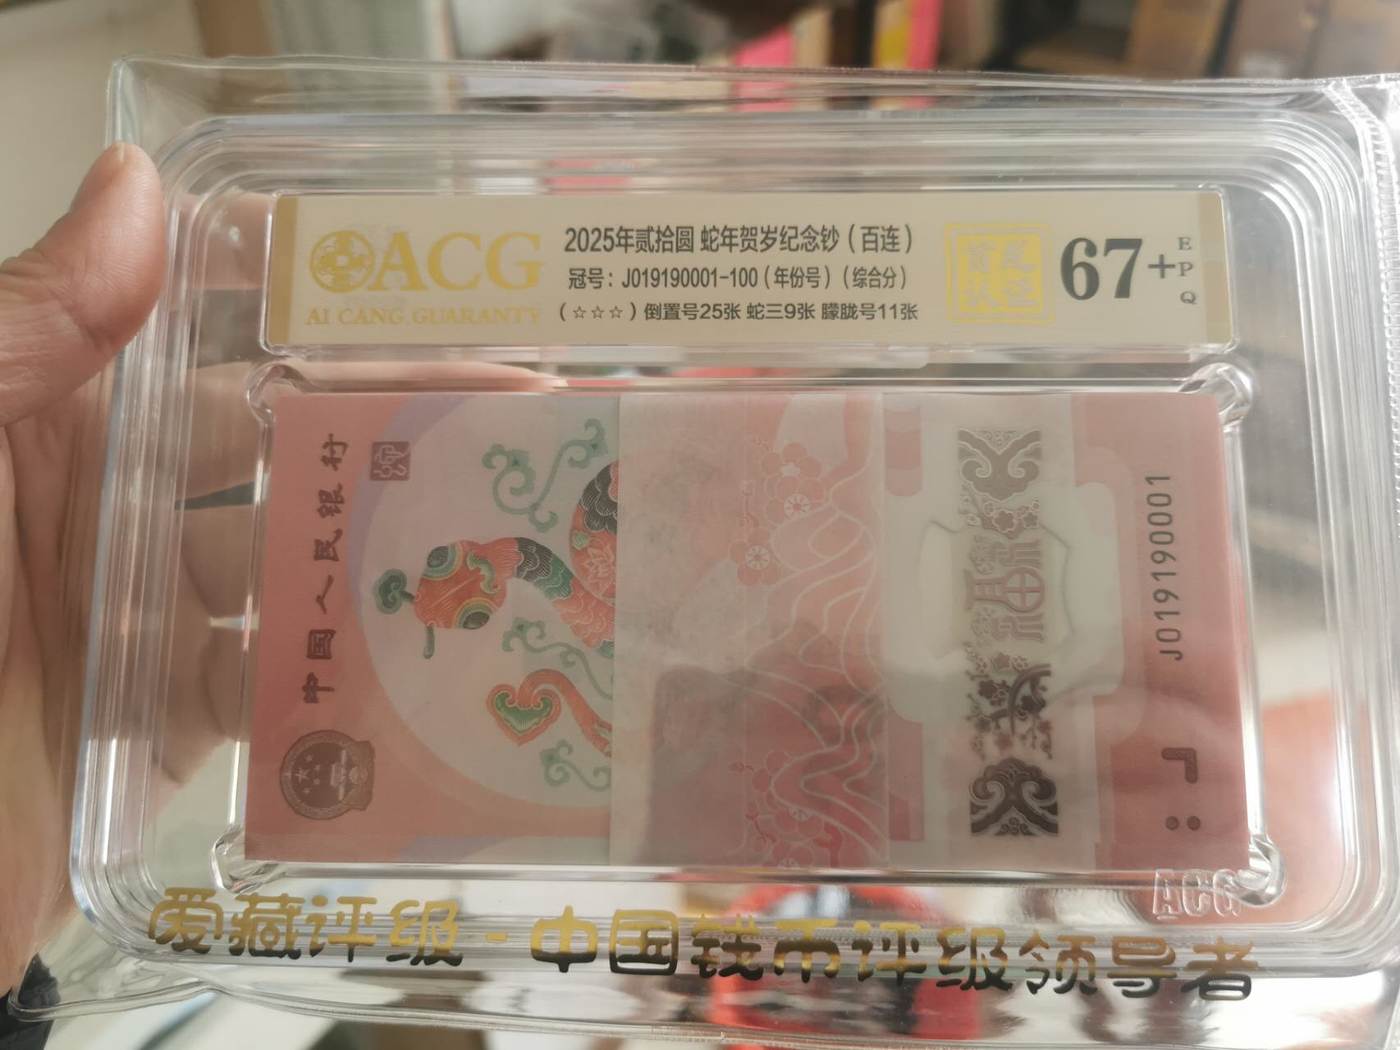 ACG
AI CANG GUARANTY
2025年贰拾圆 蛇年贺岁纪念钞(百连)
冠号:J019190001-100(年份号)(综合分)
(☆☆☆)倒置号25张 蛇三9张 朦胧号11张
67+
EPQ
中国人民银行
J019190001
ACG
爱藏评级-中国钱币评级领导者